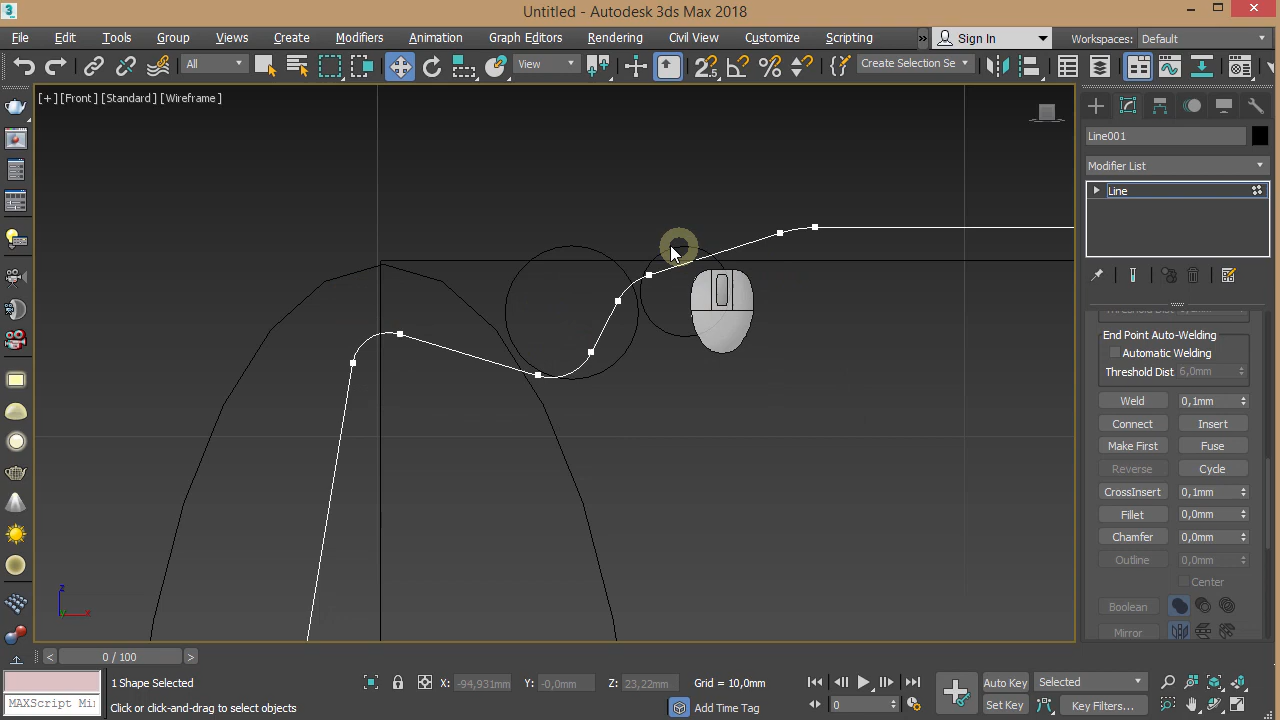 3
Untitled - Autodesk 3ds Max 2018
File Edit Tools Group Views Create Modifiers Animation Graph Editors Rendering Civil View Customize Scripting » Sign In Workspaces: Default
All View 2.5 % Create Selection Se
[+] [Front ] [Standard ] [Wireframe ]
Line001
Modifier List
Line
End Point Auto-Welding
Automatic Welding
Threshold Dist 6,0mm
Weld 0,1mm
Connect Insert
Make First Fuse
Reverse Cycle
CrossInsert 0,1mm
Fillet 0,0mm
Chamfer 0,0mm
Outline 0,0mm
Center
Boolean
Mirror
z
x
< 0 / 100 >
1 Shape Selected X: -94,931mm Y: -0,0mm Z: 23,22mm Grid = 10,0mm Auto Key Selected
MAXScript Mi Click or click-and-drag to select objects Add Time Tag 0 Set Key Key Filters...